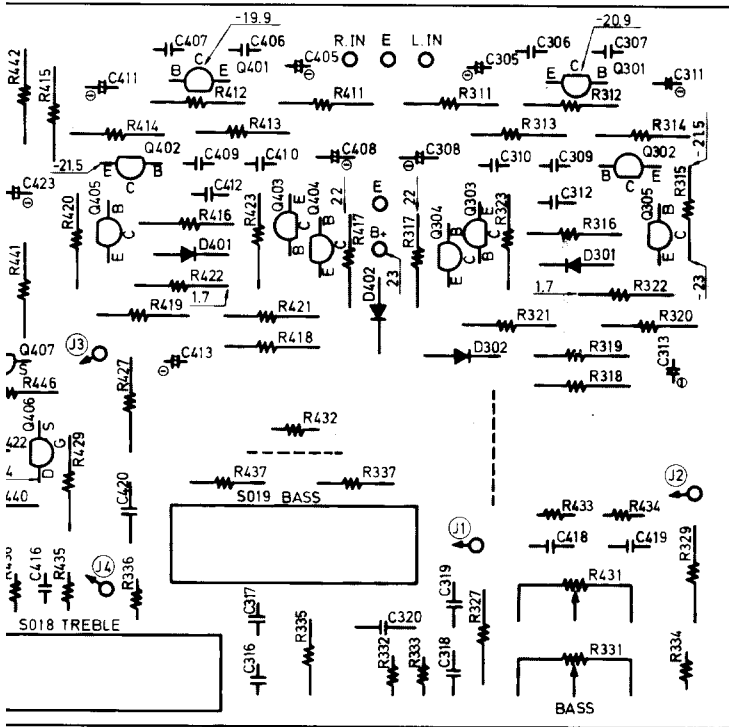 -19.9
-20.9
C407
C406
R.IN
E
L.IN
C306
C307
R442
R415
C411
B
C
E
Q401
C405
C305
B
C
E
Q301
C311
R412
R411
R311
R312
R414
R413
R313
R314
-21.5
-21.5
E
C
B
Q402
C409
C410
C408
C308
C310
C309
E
C
B
Q302
R315
C423
Q405
R420
B
C
E
C412
R423
Q403
Q404
22
E
22
Q304
Q303
R323
C312
Q305
B
C
E
R416
E
C
B
B
C
E
R417
B+
R317
B
C
E
E
C
B
R316
R441
D401
23
D301
-23
R422
1.7
D402
1.7
R322
R419
R421
R321
R320
R418
Q407
S
J3
R427
C413
D302
R319
C313
R446
R318
Q406
S
G
D
R432
422
R429
4
440
C420
R437
R337
J2
S019 BASS
R433
R434
J1
C418
C419
R329
R430
C416
R435
J4
R336
C319
R327
R431
C317
R335
C320
S018 TREBLE
C316
R332
R333
C318
R331
R334
BASS